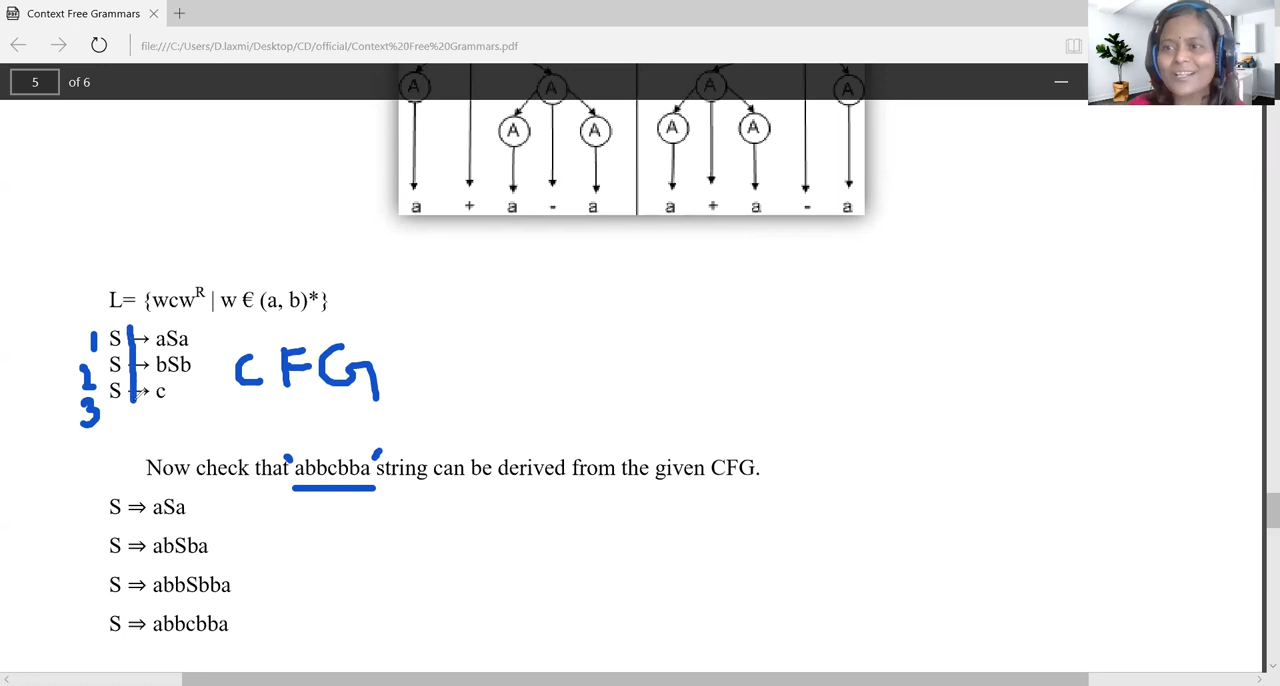 Context Free Grammars
file:///C:/Users/D.laxmi/Desktop/CD/official/Context%20Free%20Grammars.pdf
5 of 6
A A A A
A A A A
a + a - a a + a - a
L= {wcwᴿ | w € (a, b)*}
1 S → aSa
2 S → bSb
3 S → c
CFG
Now check that 'abbcbba' string can be derived from the given CFG.
S ⇒ aSa
S ⇒ abSba
S ⇒ abbSbba
S ⇒ abbcbba